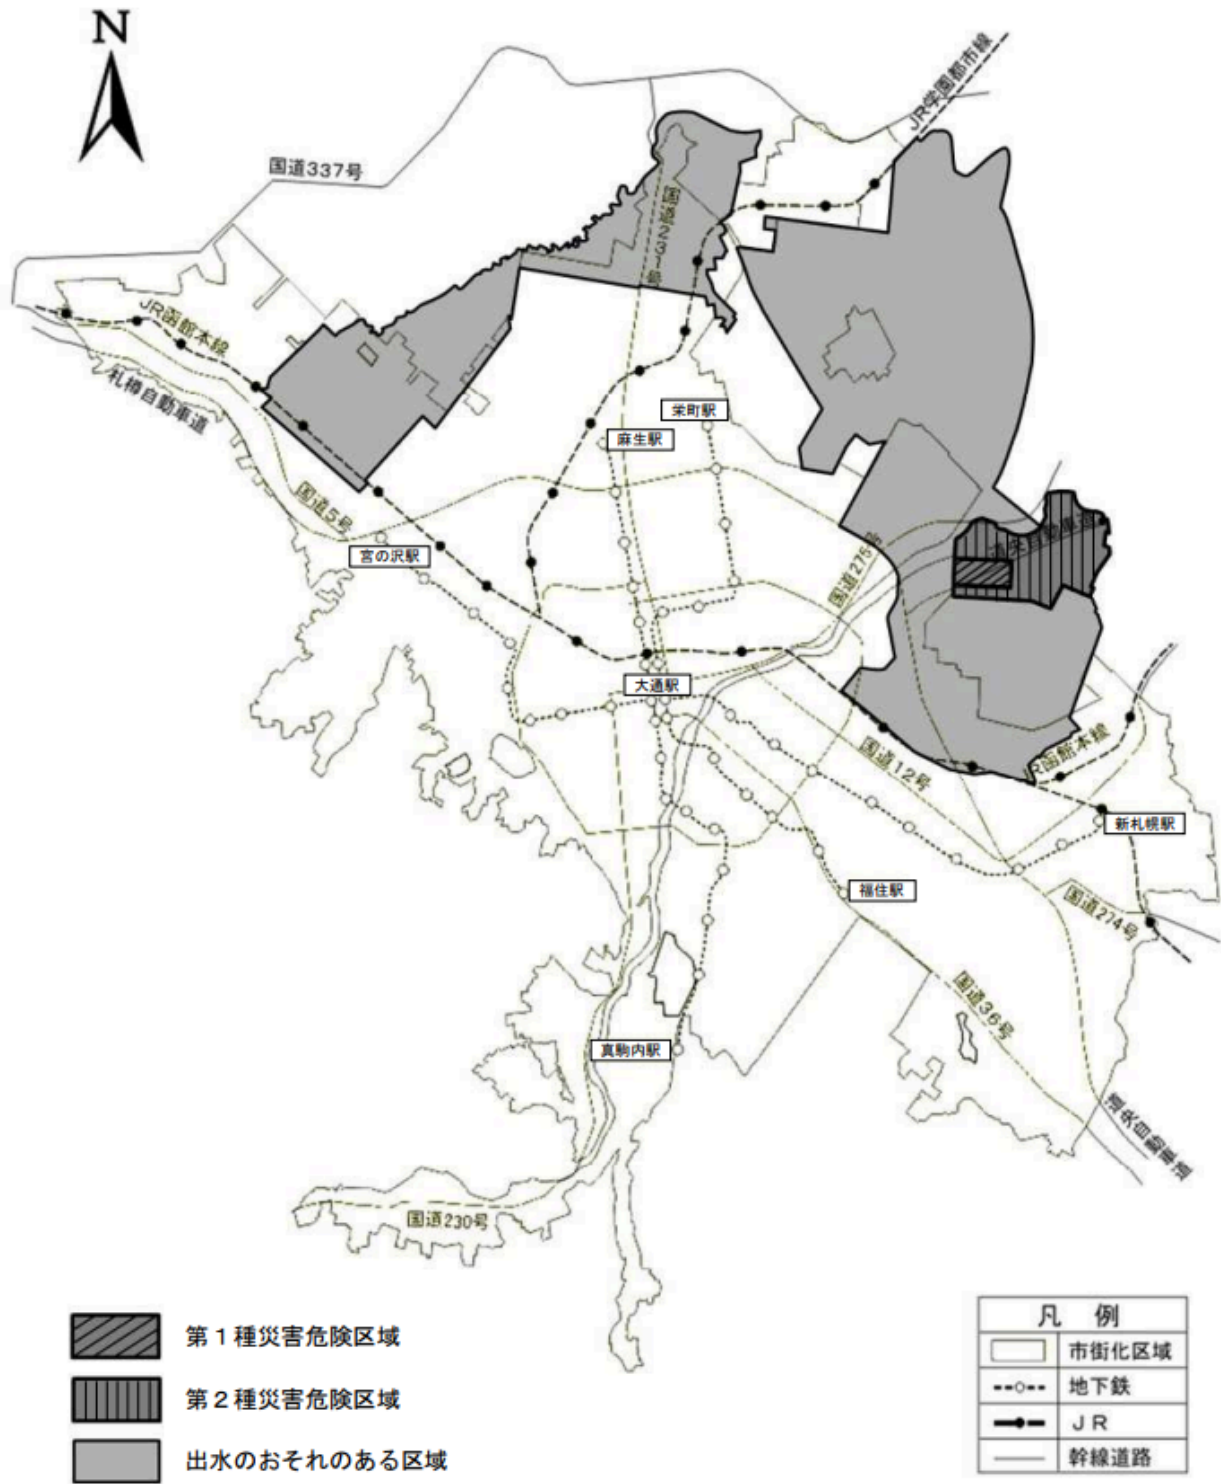 N
JR学園都市線
国道337号
国道231号
JR函館本線
札樽自動車道
栄町駅
麻生駅
国道5号
宮の沢駅
国道275号
道央自動車道
大通駅
国道12号
JR函館本線
新札幌駅
福住駅
国道274号
国道36号
真駒内駅
道央自動車道
国道230号
第1種災害危険区域
第2種災害危険区域
出水のおそれのある区域
凡 例
市街化区域
地下鉄
JR
幹線道路